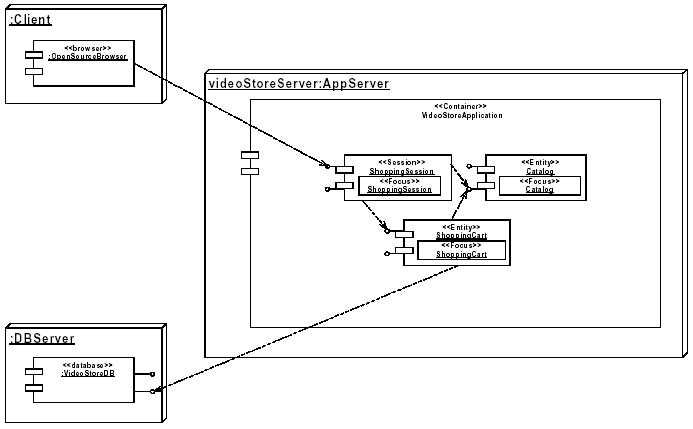 :Client
<<browser>>
:OpenSourceBrowser
videoStoreServer:AppServer
<<Container>>
VideoStoreApplication
<<Session>>
ShoppingSession
<<Focus>>
ShoppingSession
<<Entity>>
Catalog
<<Focus>>
Catalog
<<Entity>>
ShoppingCart
<<Focus>>
ShoppingCart
:DBServer
<<database>>
:VideoStoreDB